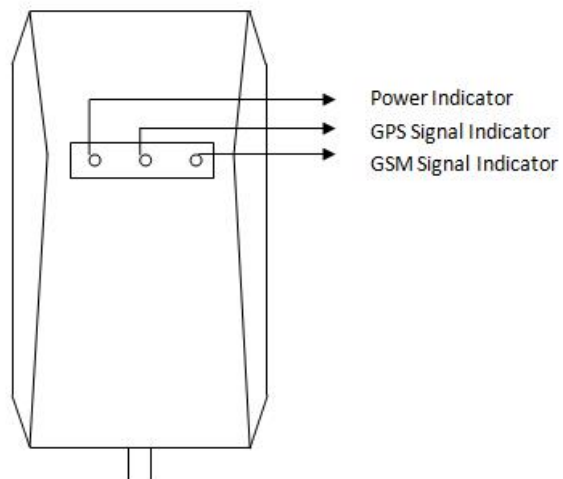 Power Indicator
GPS Signal Indicator
GSM Signal Indicator